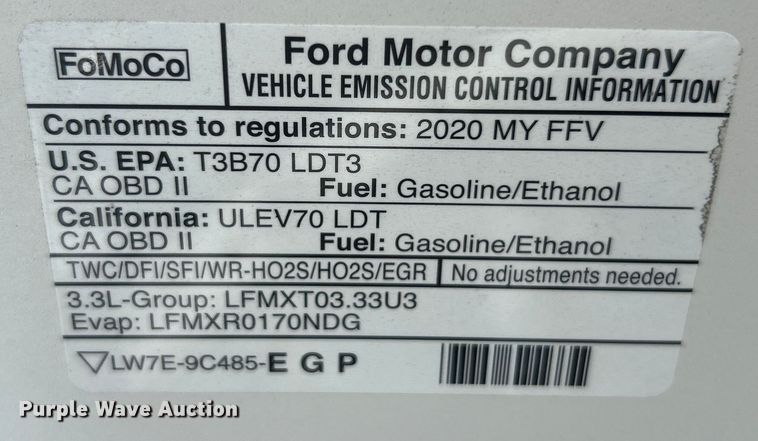 FoMoCo
Ford Motor Company
VEHICLE EMISSION CONTROL INFORMATION
Conforms to regulations: 2020 MY FFV
U.S. EPA: T3B70 LDT3
CA OBD II Fuel: Gasoline/Ethanol
California: ULEV70 LDT
CA OBD II Fuel: Gasoline/Ethanol
TWC/DFI/SFI/WR-HO2S/HO2S/EGR No adjustments needed.
3.3L-Group: LFMXT03.33U3
Evap: LFMXR0170NDG
LW7E-9C485-E G P
Purple Wave Auction